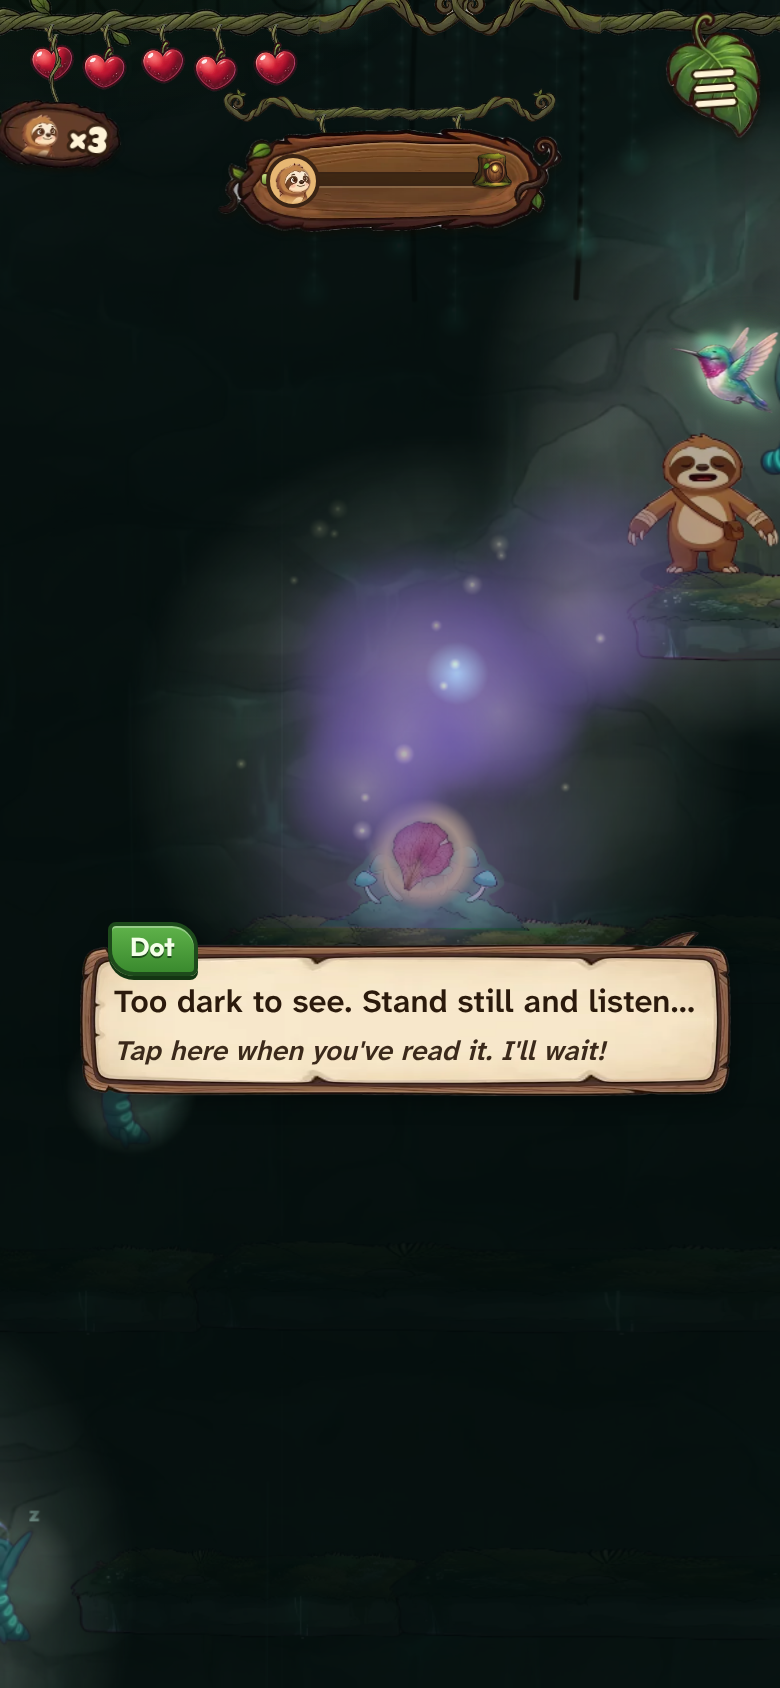 ×3
Dot
Too dark to see. Stand still and listen...
Tap here when you've read it. I'll wait!
z